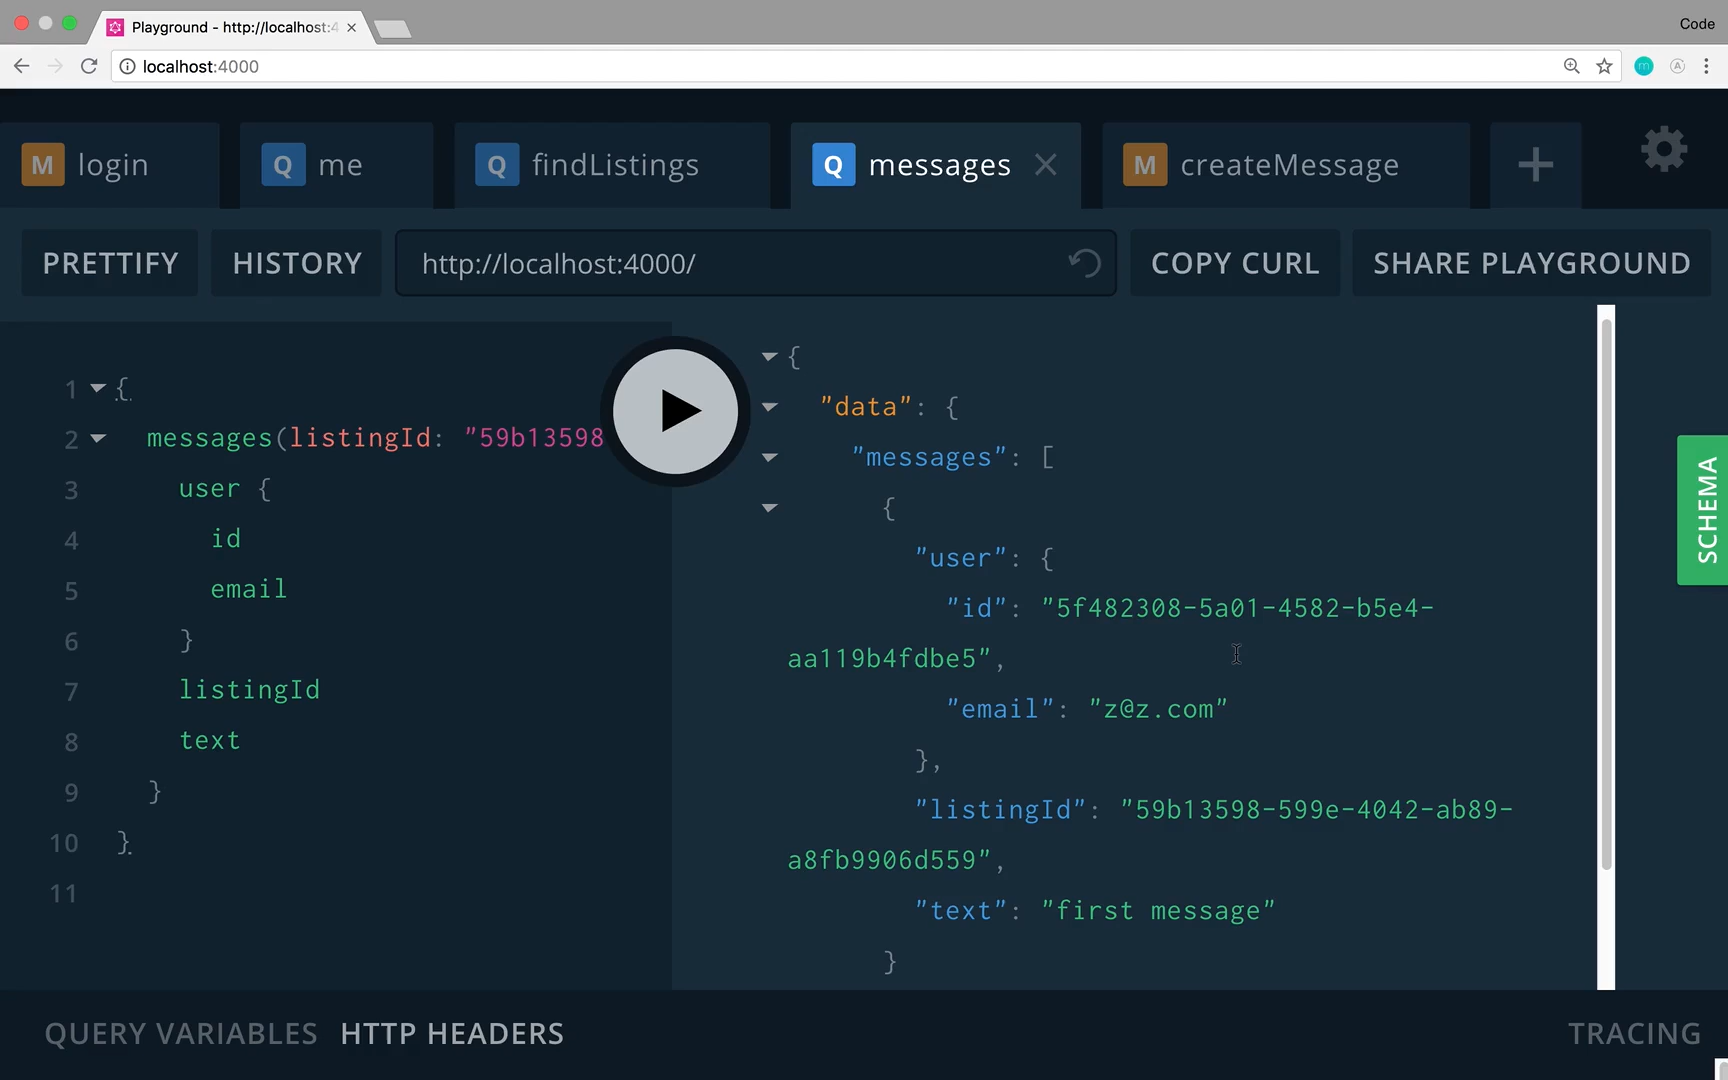 Code
Playground - http://localhost:4
localhost:4000
m
A
M login
Q me
Q findListings
Q messages
M createMessage
PRETTIFY
HISTORY
http://localhost:4000/
COPY CURL
SHARE PLAYGROUND
1 {
2 messages(listingId: "59b13598
3 user {
4 id
5 email
6 }
7 listingId
8 text
9 }
10 }
11
{
"data": {
"messages": [
{
"user": {
"id": "5f482308-5a01-4582-b5e4-
aa119b4fdbe5",
"email": "z@z.com"
},
"listingId": "59b13598-599e-4042-ab89-
a8fb9906d559",
"text": "first message"
}
SCHEMA
QUERY VARIABLES
HTTP HEADERS
TRACING